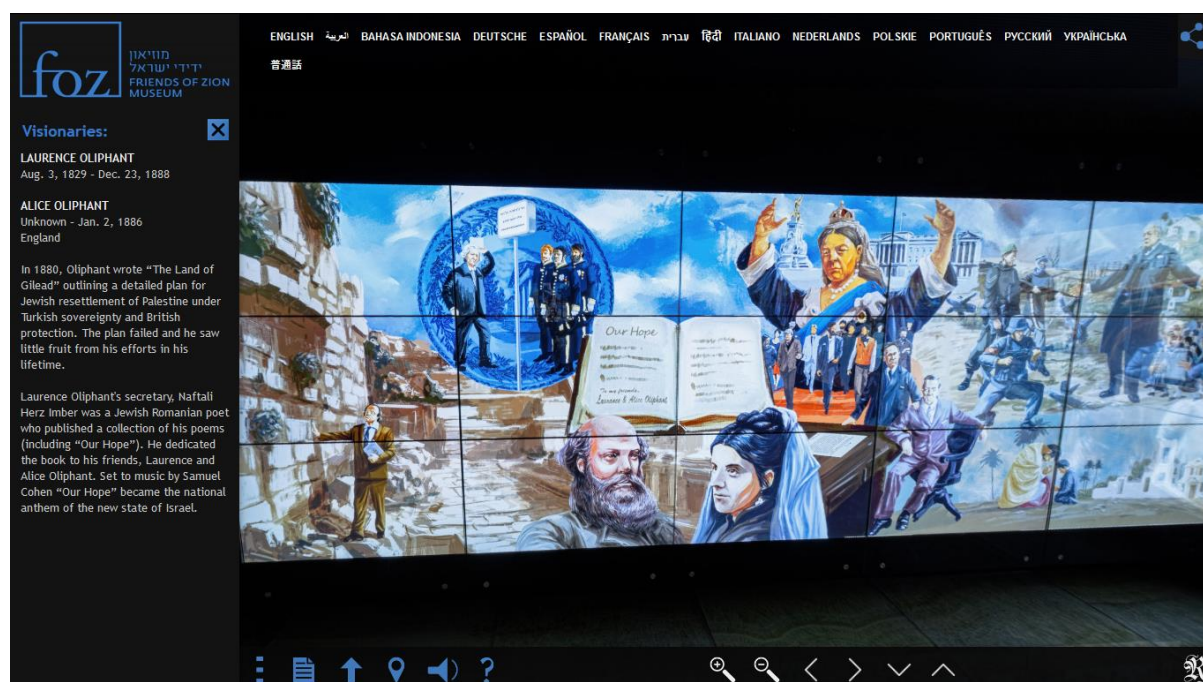 foz
מוזיאון
ידידי ישראל
FRIENDS OF ZION
MUSEUM
ENGLISH العربية BAHASA INDONESIA DEUTSCHE ESPAÑOL FRANÇAIS עברית हिंदी ITALIANO NEDERLANDS POLSKIE PORTUGUÊS РУССКИЙ УКРАЇНСЬКА
普通話
Visionaries:
LAURENCE OLIPHANT
Aug. 3, 1829 - Dec. 23, 1888
ALICE OLIPHANT
Unknown - Jan. 2, 1886
England
In 1880, Oliphant wrote “The Land of
Gilead” outlining a detailed plan for
Jewish resettlement of Palestine under
Turkish sovereignty and British
protection. The plan failed and he saw
little fruit from his efforts in his
lifetime.
Laurence Oliphant's secretary, Naftali
Herz Imber was a Jewish Romanian poet
who published a collection of his poems
(including “Our Hope”). He dedicated
the book to his friends, Laurence and
Alice Oliphant. Set to music by Samuel
Cohen “Our Hope” became the national
anthem of the new state of Israel.
Our Hope
To my friends
Laurence & Alice Oliphant
?